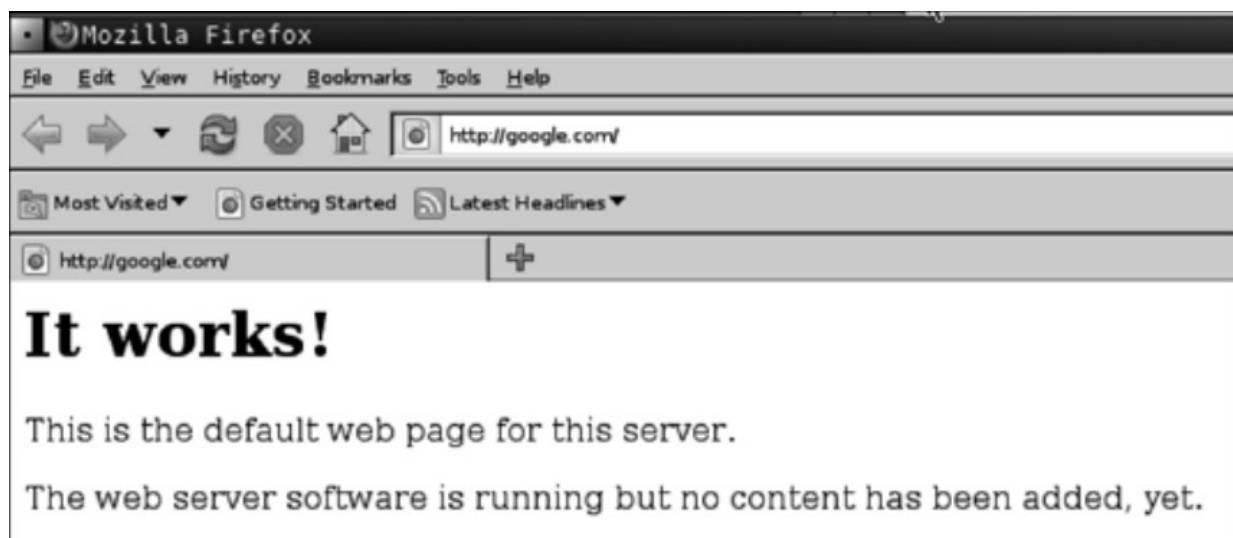 Mozilla Firefox
File Edit View History Bookmarks Tools Help
http://google.com/
Most Visited Getting Started Latest Headlines
http://google.com/
It works!
This is the default web page for this server.
The web server software is running but no content has been added, yet.